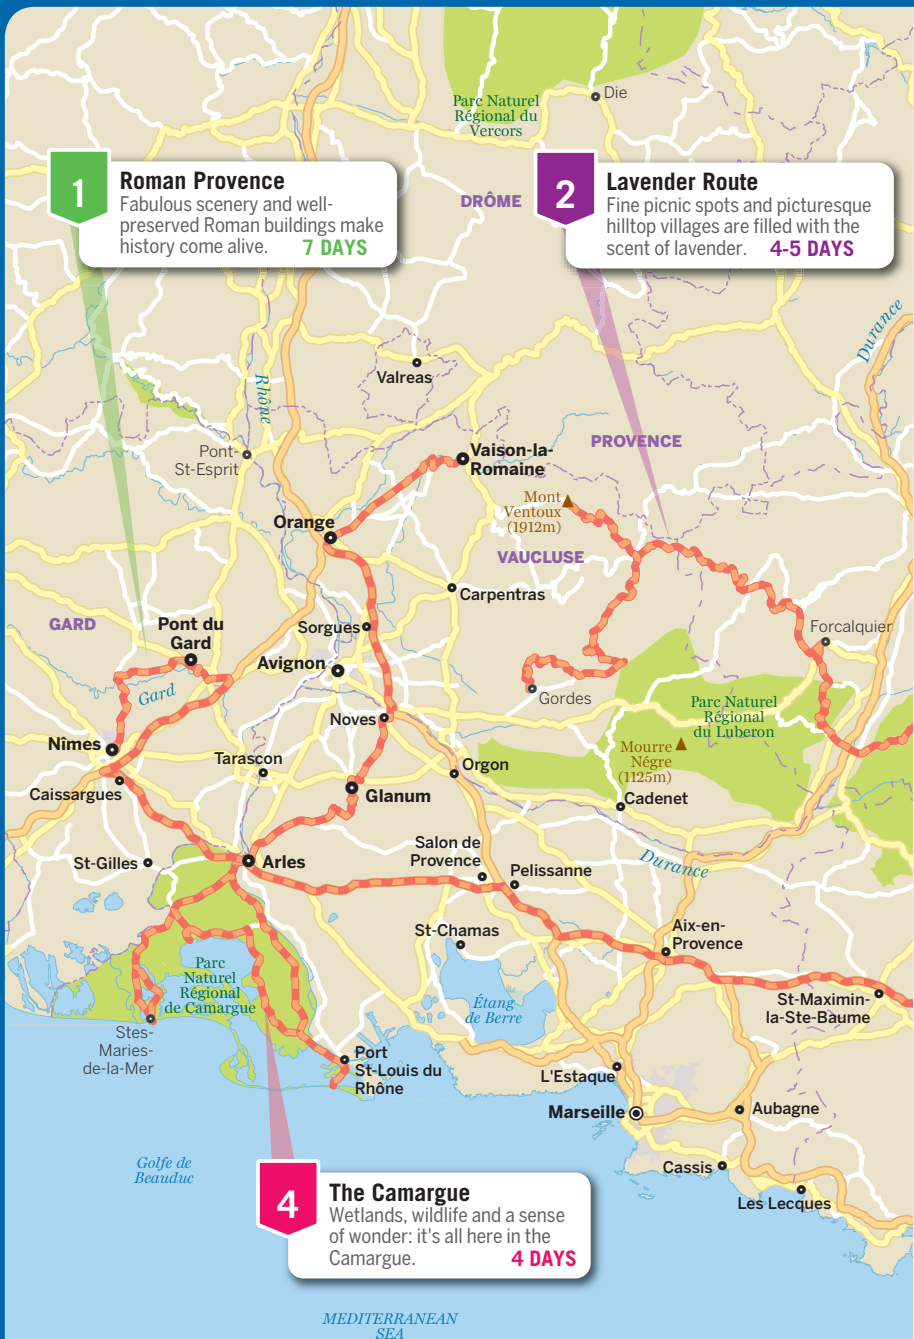 Parc Naturel
Régional du
Vercors
Die
1
Roman Provence
Fabulous scenery and well-
preserved Roman buildings make
history come alive. 7 DAYS
DRÔME
2
Lavender Route
Fine picnic spots and picturesque
hilltop villages are filled with the
scent of lavender. 4-5 DAYS
Durance
Valreas
Rhône
Pont-
St-Esprit
PROVENCE
Vaison-la-
Romaine
Mont
Ventoux
(1912m)
Orange
VAUCLUSE
Carpentras
GARD
Pont du
Gard
Sorgues
Forcalquier
Avignon
Gard
Gordes
Parc Naturel
Régional
du Luberon
Noves
Nîmes
Mourre
Négre
(1125m)
Tarascon
Orgon
Caissargues
Glanum
Cadenet
Salon de
Provence
Durance
St-Gilles
Arles
Pelissanne
St-Chamas
Aix-en-
Provence
Parc
Naturel
Régional
de Camargue
Étang
de Berre
St-Maximin-
la-Ste-Baume
Stes-
Maries-
de-la-Mer
Port
St-Louis du
Rhône
L'Estaque
Marseille
Aubagne
Golfe de
Beauduc
Cassis
Les Lecques
4
The Camargue
Wetlands, wildlife and a sense
of wonder: it's all here in the
Camargue. 4 DAYS
MEDITERRANEAN
SEA